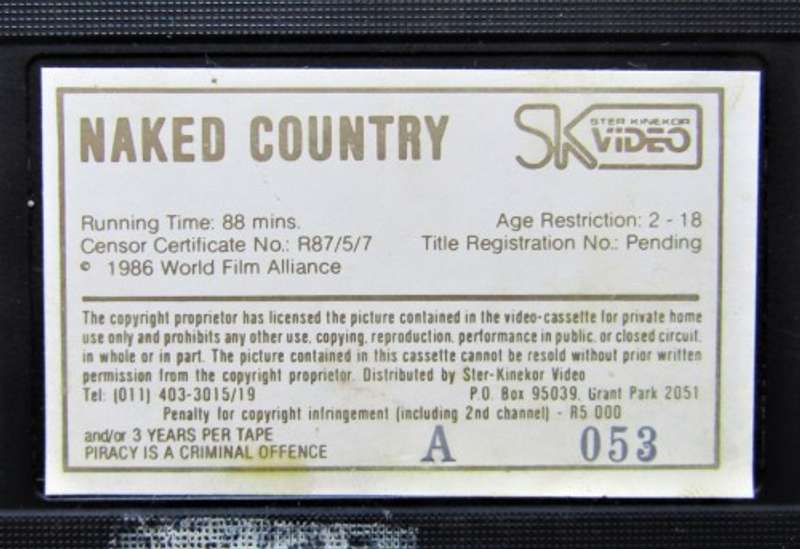 NAKED COUNTRY
SK STER KINEKOR VIDEO
Running Time: 88 mins.
Age Restriction: 2 - 18
Censor Certificate No.: R87/5/7
Title Registration No.: Pending
© 1986 World Film Alliance
The copyright proprietor has licensed the picture contained in the video-cassette for private home
use only and prohibits any other use, copying, reproduction, performance in public, or closed circuit,
in whole or in part. The picture contained in this cassette cannot be resold without prior written
permission from the copyright proprietor. Distributed by Ster-Kinekor Video
Tel: (011) 403-3015/19 P.O. Box 95039, Grant Park 2051
Penalty for copyright infringement (including 2nd channel) - R5 000
and/or 3 YEARS PER TAPE
PIRACY IS A CRIMINAL OFFENCE
A 053